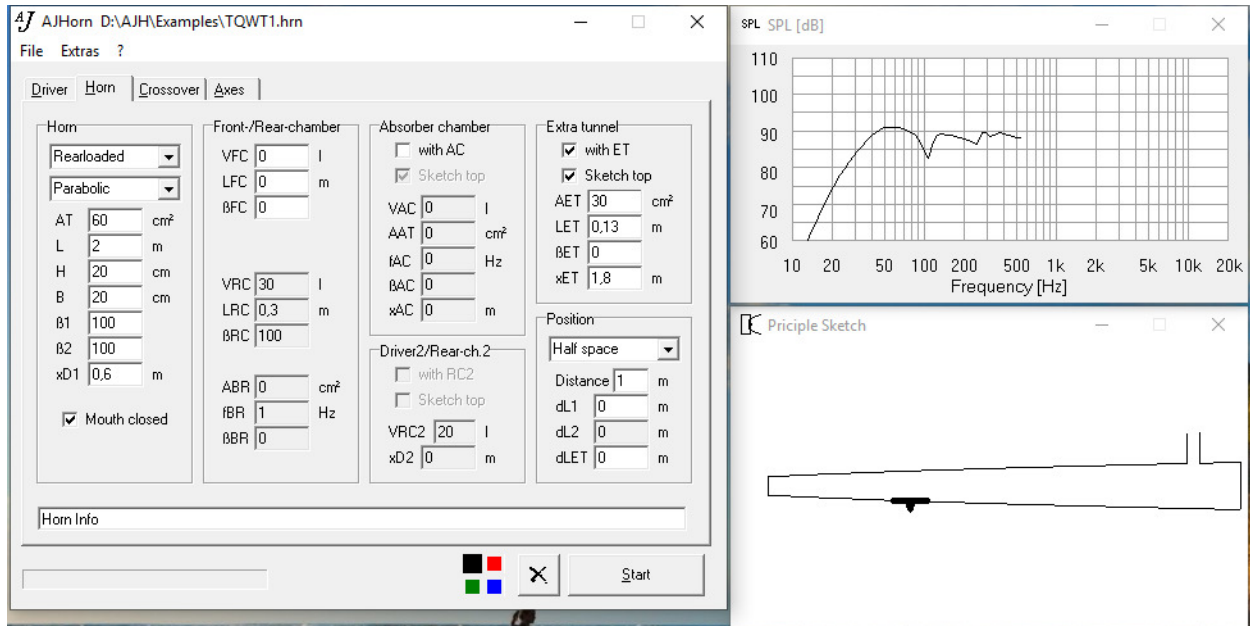 AJ AJHorn D:\AJH\Examples\TQWT1.hrn
File Extras ?
Driver Horn Crossover Axes
Horn
Rearloaded
Parabolic
AT 60 cm²
L 2 m
H 20 cm
B 20 cm
ß1 100
ß2 100
xD1 0,6 m
Mouth closed
Front-/Rear-chamber
VFC 0 l
LFC 0 m
ßFC 0
VRC 30 l
LRC 0,3 m
ßRC 100
ABR 0 cm²
fBR 1 Hz
ßBR 0
Absorber chamber
with AC
Sketch top
VAC 0 l
AAT 0 cm²
fAC 0 Hz
ßAC 0
xAC 0 m
Driver2/Rear-ch.2
with RC2
Sketch top
VRC2 20 l
xD2 0 m
Extra tunnel
with ET
Sketch top
AET 30 cm²
LET 0,13 m
ßET 0
xET 1,8 m
Position
Half space
Distance 1 m
dL1 0 m
dL2 0 m
dLET 0 m
Horn Info
Start
SPL SPL [dB]
110
100
90
80
70
60
10 20 50 100 200 500 1k 2k 5k 10k 20k
Frequency [Hz]
Priciple Sketch